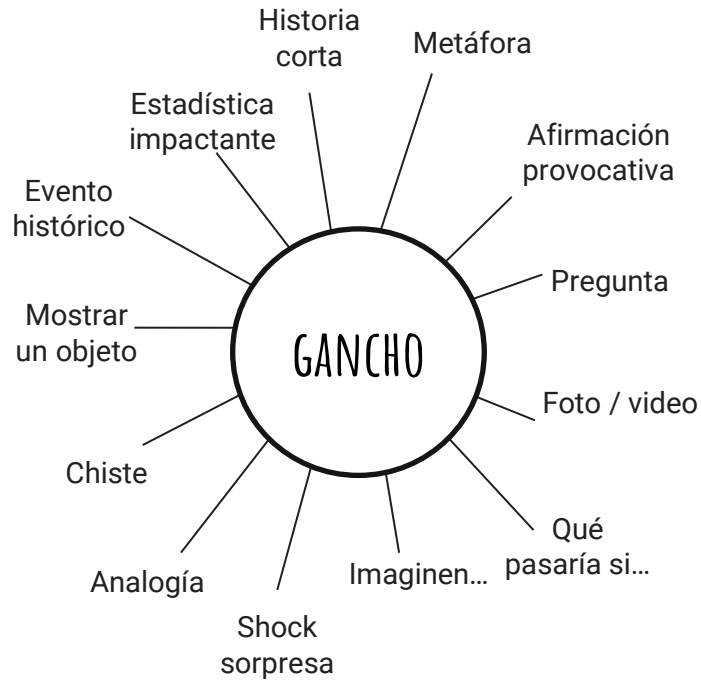 Historia
corta
Metáfora
Estadística
impactante
Afirmación
provocativa
Evento
histórico
Pregunta
Mostrar
un objeto
GANCHO
Foto / video
Chiste
Qué
pasaría si...
Imaginen...
Analogía
Shock
sorpresa